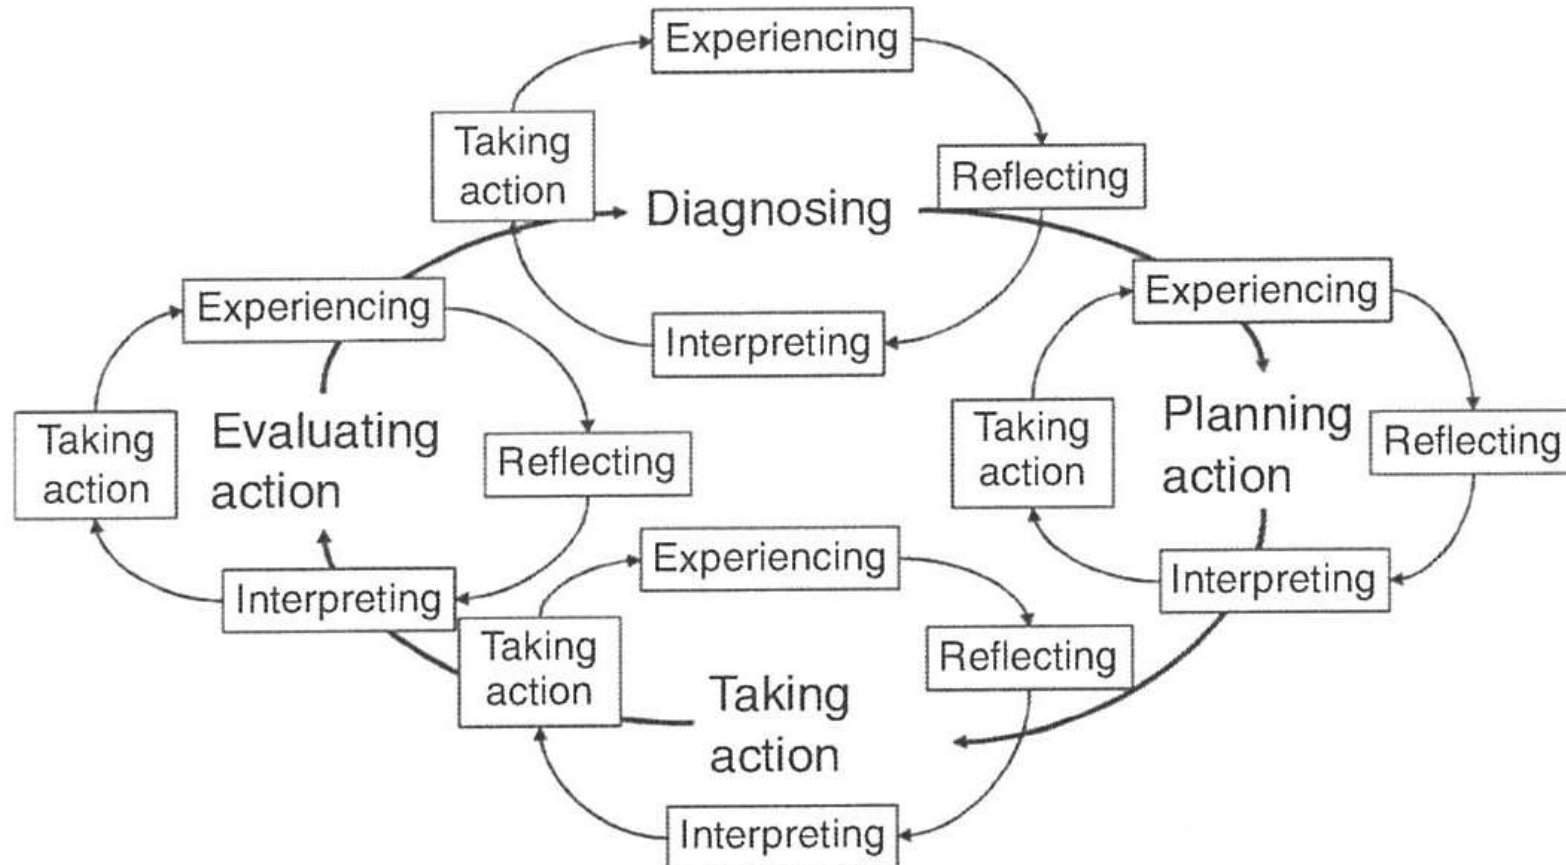 Experiencing
Taking
action
Reflecting
Diagnosing
Interpreting
Experiencing
Taking
action
Reflecting
Planning
action
Interpreting
Experiencing
Taking
action
Reflecting
Taking
action
Interpreting
Experiencing
Taking
action
Reflecting
Evaluating
action
Interpreting